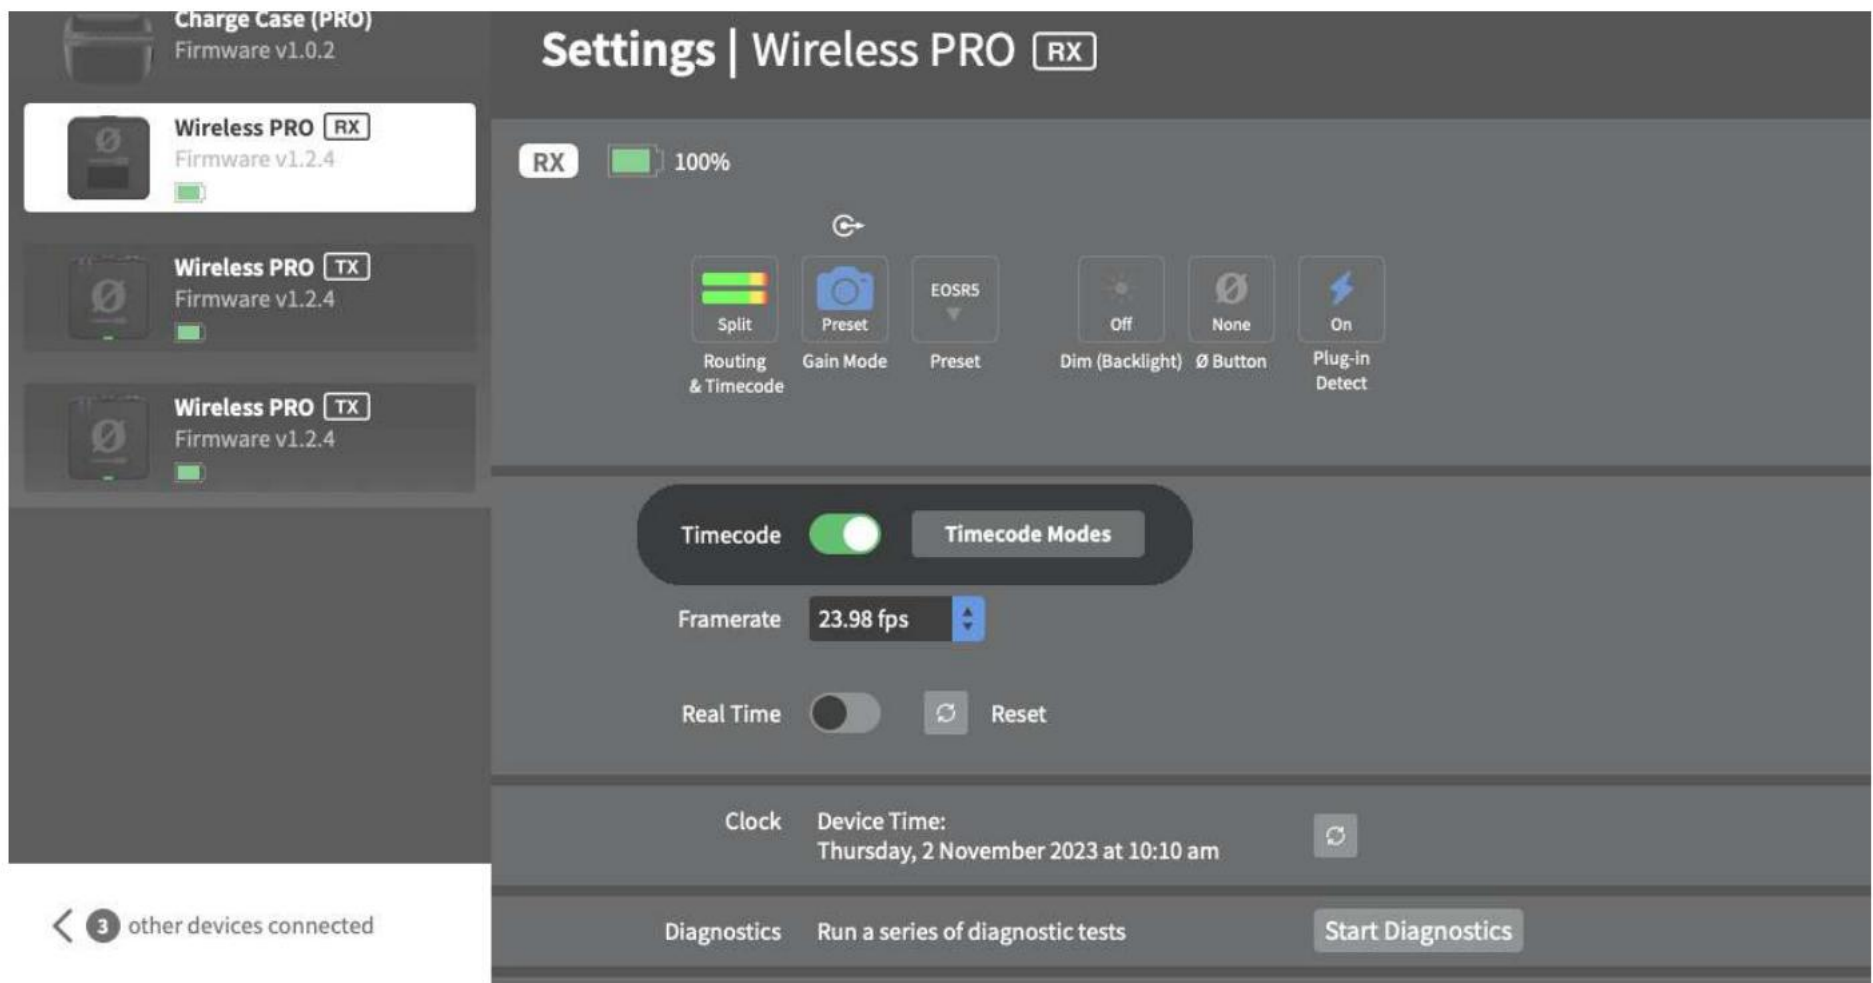 Charge Case (PRO)
Firmware v1.0.2
Wireless PRO RX
Firmware v1.2.4
Wireless PRO TX
Firmware v1.2.4
Wireless PRO TX
Firmware v1.2.4
3 other devices connected
Settings | Wireless PRO RX
RX 100%
Split
Routing
& Timecode
Preset
Gain Mode
EOSR5
Preset
Off
Dim (Backlight)
None
Ø Button
On
Plug-in
Detect
Timecode Timecode Modes
Framerate 23.98 fps
Real Time Reset
Clock Device Time:
Thursday, 2 November 2023 at 10:10 am
Diagnostics Run a series of diagnostic tests Start Diagnostics